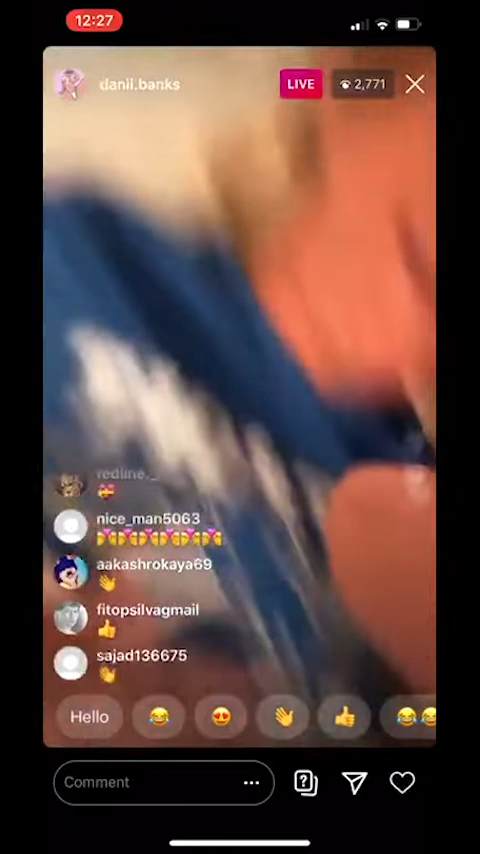 12:27
danii.banks
LIVE
2,771
redline._
nice_man5063
aakashrokaya69
fitopsilvagmail
sajad136675
Hello
Comment